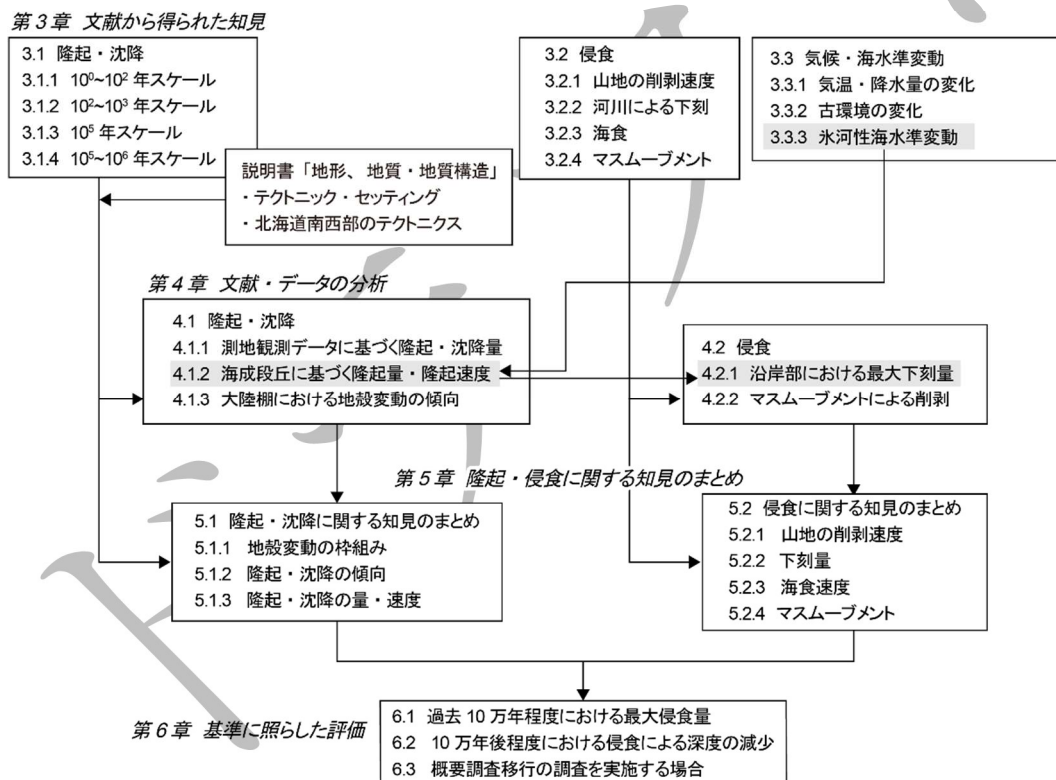 第3章 文献から得られた知見
3.1 隆起・沈降
3.1.1 10⁰~10² 年スケール
3.1.2 10²~10³ 年スケール
3.1.3 10⁵ 年スケール
3.1.4 10⁵~10⁶ 年スケール
説明書「地形、地質・地質構造」
・テクトニック・セッティング
・北海道南西部のテクトニクス
3.2 侵食
3.2.1 山地の削剥速度
3.2.2 河川による下刻
3.2.3 海食
3.2.4 マスムーブメント
3.3 気候・海水準変動
3.3.1 気温・降水量の変化
3.3.2 古環境の変化
3.3.3 氷河性海水準変動
第4章 文献・データの分析
4.1 隆起・沈降
4.1.1 測地観測データに基づく隆起・沈降量
4.1.2 海成段丘に基づく隆起量・隆起速度
4.1.3 大陸棚における地殻変動の傾向
4.2 侵食
4.2.1 沿岸部における最大下刻量
4.2.2 マスムーブメントによる削剥
第5章 隆起・侵食に関する知見のまとめ
5.1 隆起・沈降に関する知見のまとめ
5.1.1 地殻変動の枠組み
5.1.2 隆起・沈降の傾向
5.1.3 隆起・沈降の量・速度
5.2 侵食に関する知見のまとめ
5.2.1 山地の削剥速度
5.2.2 下刻量
5.2.3 海食速度
5.2.4 マスムーブメント
第6章 基準に照らした評価
6.1 過去10万年程度における最大侵食量
6.2 10万年後程度における侵食による深度の減少
6.3 概要調査移行の調査を実施する場合